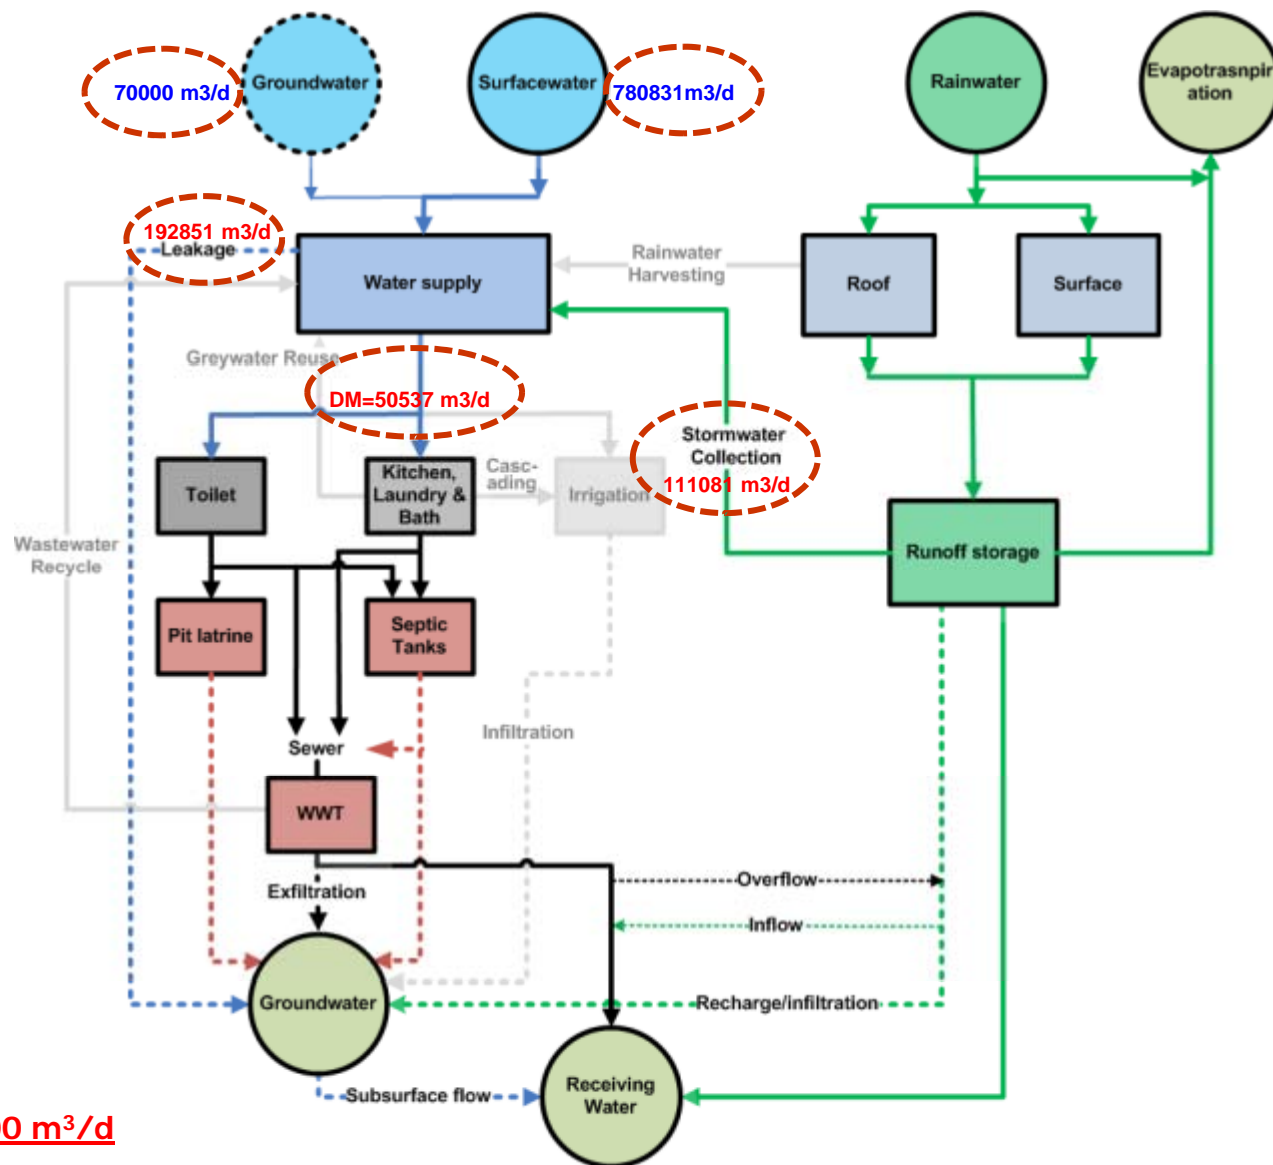 70000 m3/d
Groundwater
Surfacewater
780831m3/d
Rainwater
Evapotrasnpir
ation
192851 m3/d
Leakage
Water supply
Rainwater
Harvesting
Roof
Surface
Greywater Reuse
DM=50537 m3/d
Stormwater
Collection
111081 m3/d
Toilet
Kitchen,
Laundry &
Bath
Casc-
ading
Irrigation
Wastewater
Recycle
Runoff storage
Pit latrine
Septic
Tanks
Infiltration
Sewer
WWT
Exfiltration
Overflow
Inflow
Groundwater
Recharge/infiltration
Subsurface flow
Receiving
Water
0 m³/d